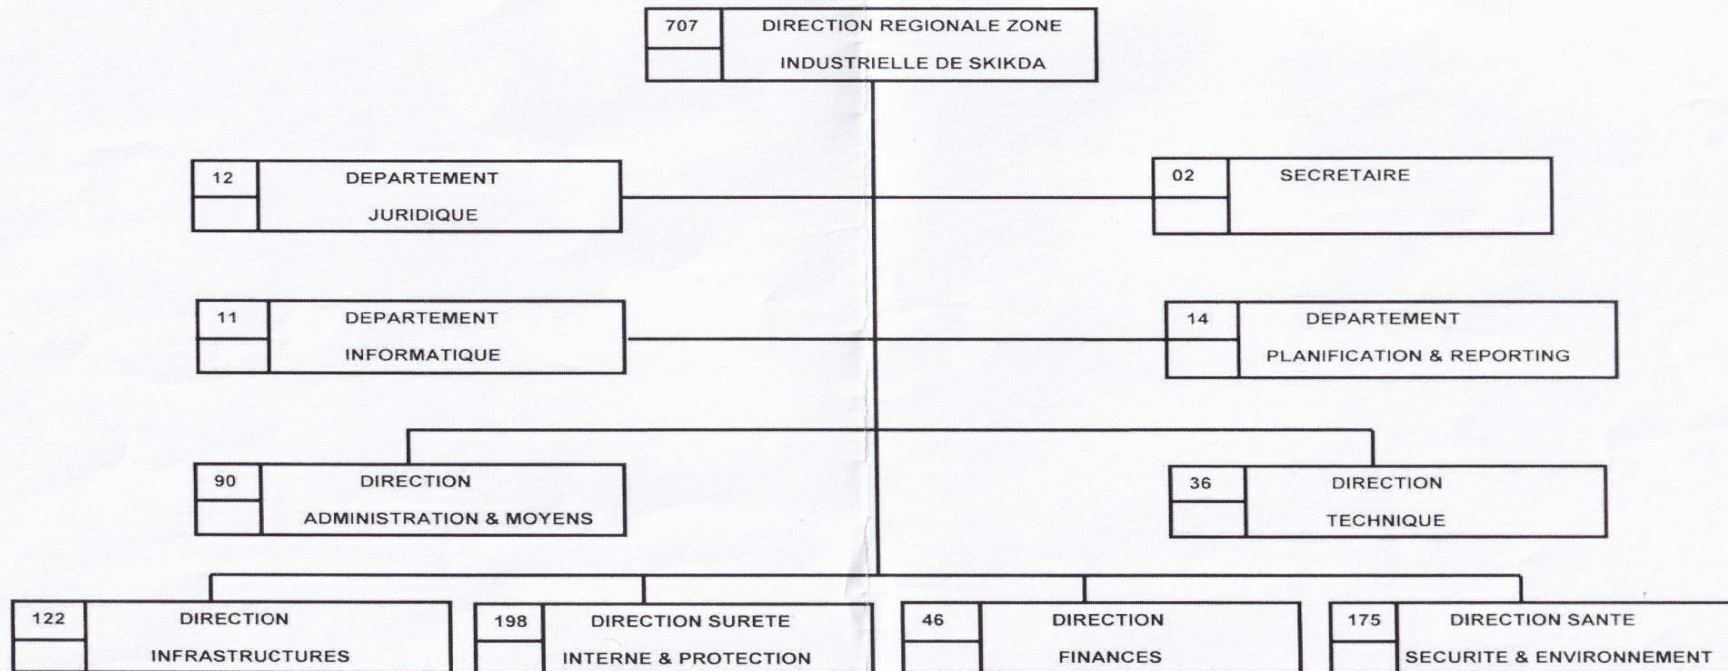 707 DIRECTION REGIONALE ZONE
INDUSTRIELLE DE SKIKDA
12 DEPARTEMENT
JURIDIQUE
02 SECRETAIRE
11 DEPARTEMENT
INFORMATIQUE
14 DEPARTEMENT
PLANIFICATION & REPORTING
90 DIRECTION
ADMINISTRATION & MOYENS
36 DIRECTION
TECHNIQUE
122 DIRECTION
INFRASTRUCTURES
198 DIRECTION SURETE
INTERNE & PROTECTION
46 DIRECTION
FINANCES
175 DIRECTION SANTE
SECURITE & ENVIRONNEMENT